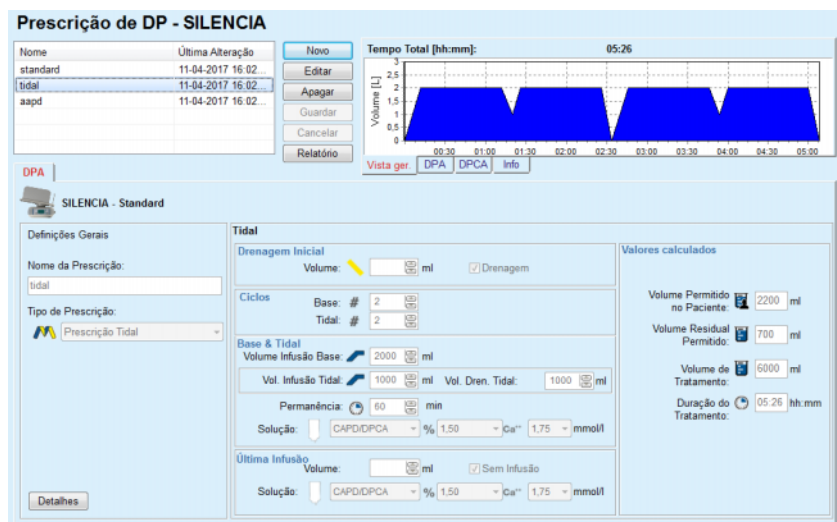 Prescrição de DP - SILENCIA
Nome Última Alteração
standard 11-04-2017 16:02...
tidal 11-04-2017 16:02...
aapd 11-04-2017 16:02...
Novo
Editar
Apagar
Guardar
Cancelar
Relatório
Tempo Total [hh:mm]: 05:26
Volume [L]
3
2,5
2
1,5
1
0,5
0
00:30 01:00 01:30 02:00 02:30 03:00 03:30 04:00 04:30 05:00
Vista ger. DPA DPCA Info
DPA
SILENCIA - Standard
Definições Gerais
Nome da Prescrição:
tidal
Tipo de Prescrição:
Prescrição Tidal
Detalhes
Tidal
Drenagem Inicial
Volume: ml Drenagem
Ciclos
Base: # 2
Tidal: # 2
Base & Tidal
Volume Infusão Base: 2000 ml
Vol. Infusão Tidal: 1000 ml Vol. Dren. Tidal: 1000 ml
Permanência: 60 min
Solução: CAPD/DPCA % 1,50 Ca⁺⁺ 1,75 mmol/l
Última Infusão
Volume: ml Sem Infusão
Solução: CAPD/DPCA % 1,50 Ca⁺⁺ 1,75 mmol/l
Valores calculados
Volume Permitido
no Paciente: 2200 ml
Volume Residual
Permitido: 700 ml
Volume de
Tratamento: 6000 ml
Duração do
Tratamento: 05:26 hh:mm